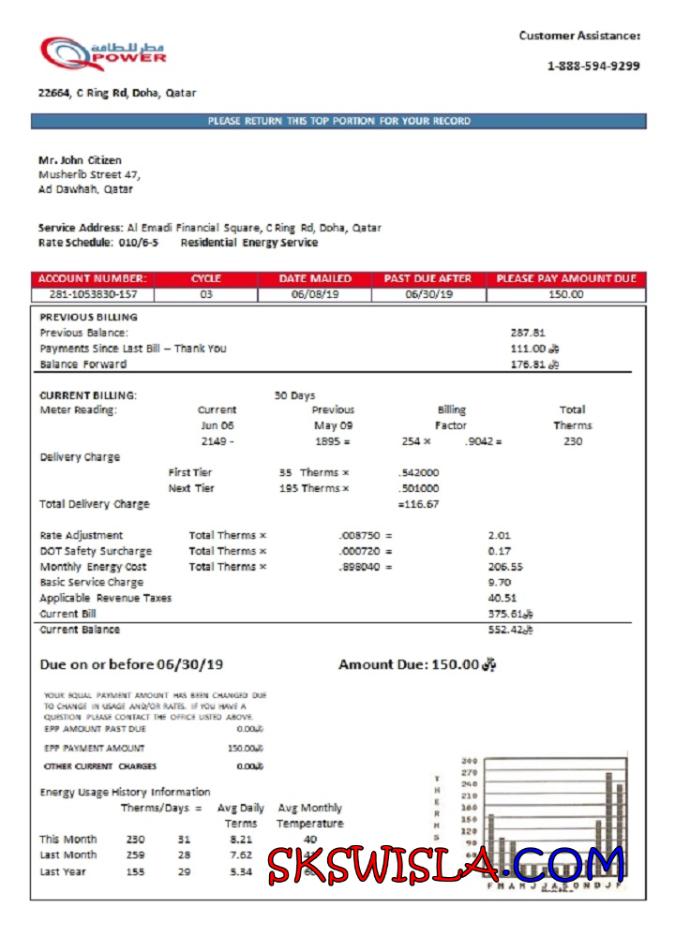 Customer Assistance:
قطر للطاقة
QPOWER
1-888-594-9299
22664, C Ring Rd, Doha, Qatar
PLEASE RETURN THIS TOP PORTION FOR YOUR RECORD
Mr. John Citizen
Musherib Street 47,
Ad Dawhah, Qatar
Service Address: Al Emadi Financial Square, C Ring Rd, Doha, Qatar
Rate Schedule: 010/6-5 Residential Energy Service
ACCOUNT NUMBER: CYCLE DATE MAILED PAST DUE AFTER PLEASE PAY AMOUNT DUE
281-1053830-157 03 06/08/19 06/30/19 150.00
PREVIOUS BILLING
Previous Balance: 287.81
Payments Since Last Bill – Thank You 111.00 ﷼
Balance Forward 176.81 ﷼
CURRENT BILLING: 30 Days
Meter Reading: Current Previous Billing Total
Jun 06 May 09 Factor Therms
2149 - 1895 = 254 × .9042 = 230
Delivery Charge
First Tier 35 Therms × .542000
Next Tier 195 Therms × .501000
Total Delivery Charge =116.67
Rate Adjustment Total Therms × .008750 = 2.01
DOT Safety Surcharge Total Therms × .000720 = 0.17
Monthly Energy Cost Total Therms × .898040 = 206.55
Basic Service Charge 9.70
Applicable Revenue Taxes 40.51
Current Bill 375.61﷼
Current Balance 552.42﷼
Due on or before 06/30/19 Amount Due: 150.00 ﷼
YOUR EQUAL PAYMENT AMOUNT HAS BEEN CHANGED DUE
TO CHANGE IN USAGE AND/OR RATES. IF YOU HAVE A
QUESTION PLEASE CONTACT THE OFFICE LISTED ABOVE.
EPP AMOUNT PAST DUE 0.00﷼
EPP PAYMENT AMOUNT 150.00﷼
OTHER CURRENT CHARGES 0.00﷼
Energy Usage History Information
Therms/Days = Avg Daily Avg Monthly
Terms Temperature
This Month 230 31 8.21 40
Last Month 259 28 7.62
Last Year 155 29 5.34
THERMS
300
270
240
210
180
150
120
90
F M A M J J A S O N D J F
SKSWISLA.COM